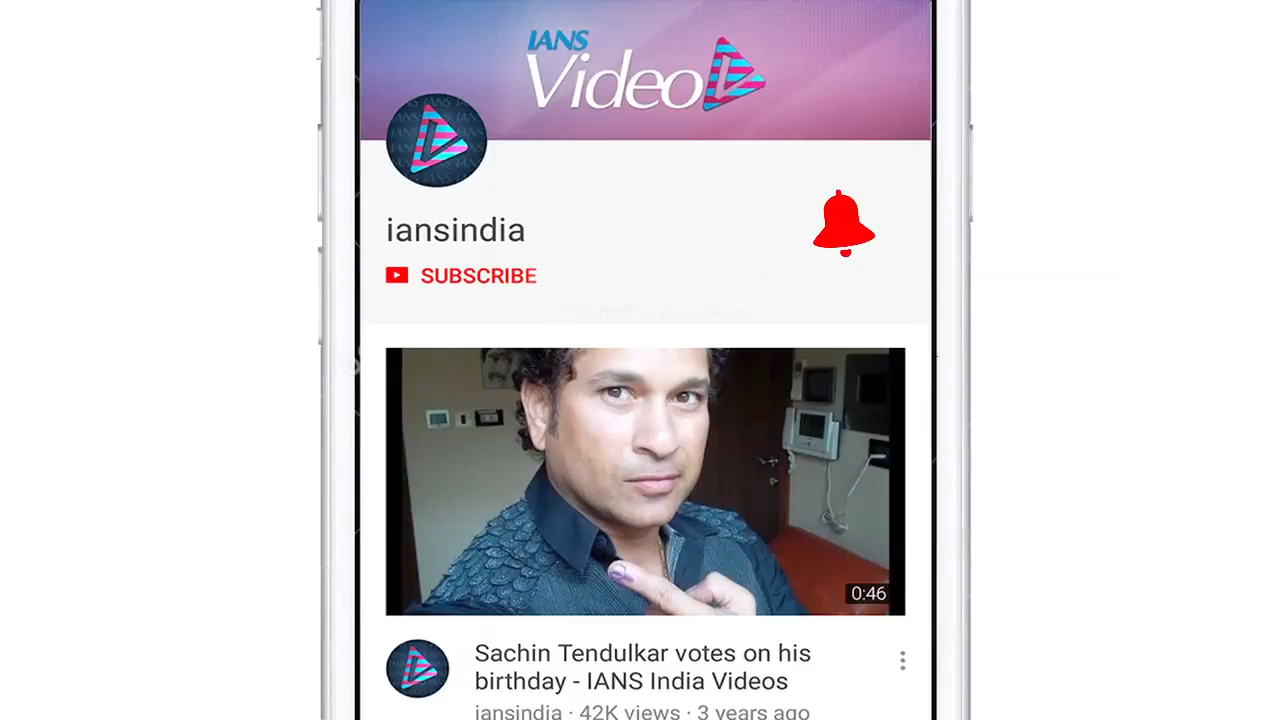 IANS
Video
iansindia
SUBSCRIBE
0:46
Sachin Tendulkar votes on his
birthday - IANS India Videos
iansindia · 42K views · 3 years ago